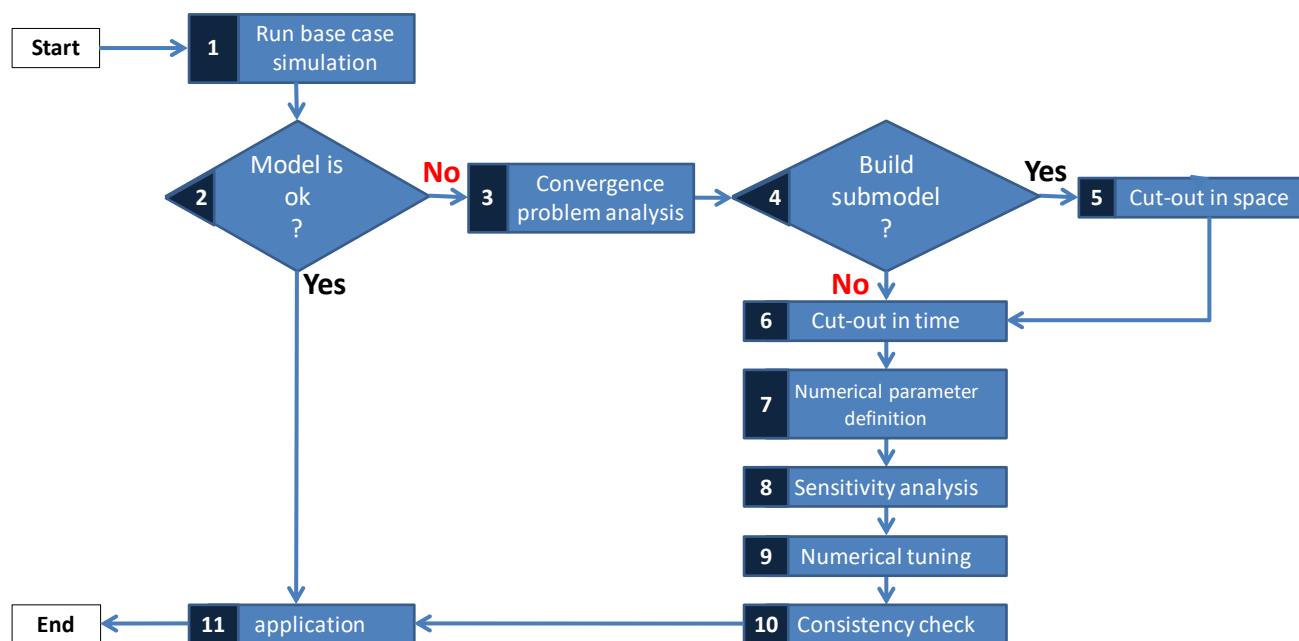 Start
1
Run base case
simulation
2
Model is
ok
?
No
3
Convergence
problem analysis
4
Build
submodel
?
Yes
5
Cut-out in space
Yes
No
6
Cut-out in time
7
Numerical parameter
definition
8
Sensitivity analysis
9
Numerical tuning
End
11
application
10
Consistency check